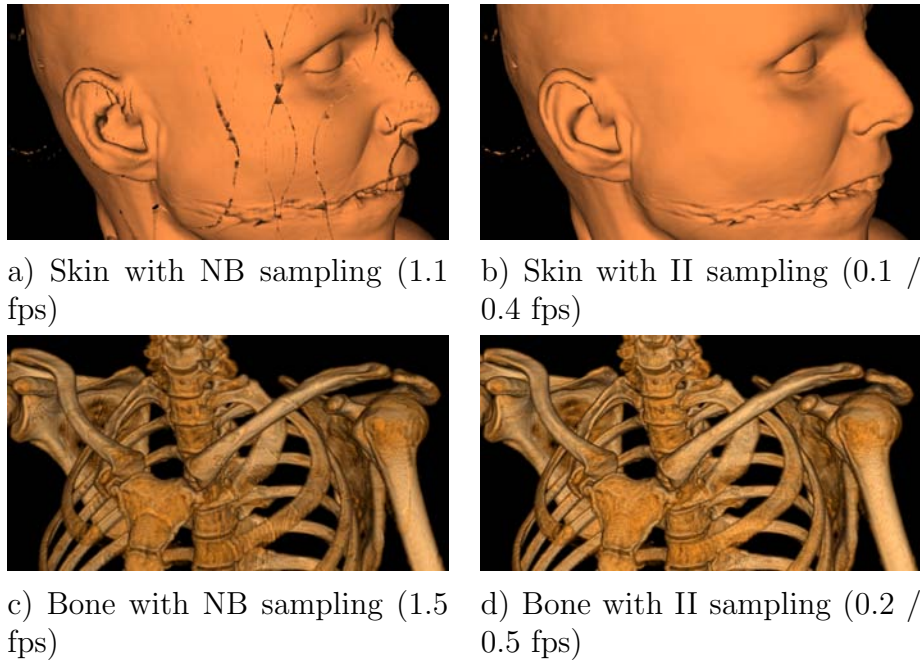 a) Skin with NB sampling (1.1
fps)
b) Skin with II sampling (0.1 /
0.4 fps)
c) Bone with NB sampling (1.5
fps)
d) Bone with II sampling (0.2 /
0.5 fps)